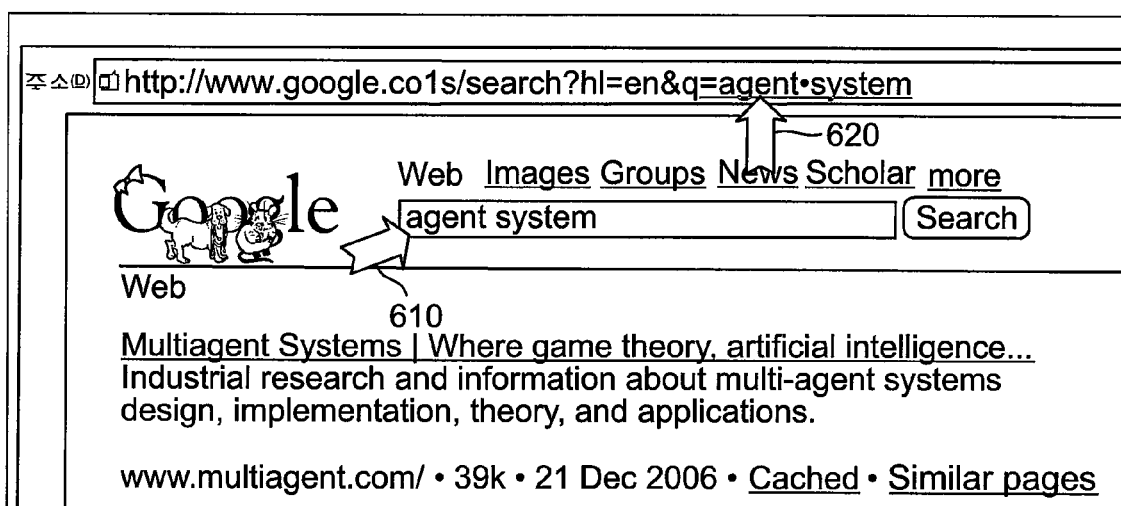 주소(D) http://www.google.co1s/search?hl=en&q=agent•system
620
Web Images Groups News Scholar more
Google
agent system Search
Web
610
Multiagent Systems | Where game theory, artificial intelligence...
Industrial research and information about multi-agent systems
design, implementation, theory, and applications.
www.multiagent.com/ • 39k • 21 Dec 2006 • Cached • Similar pages